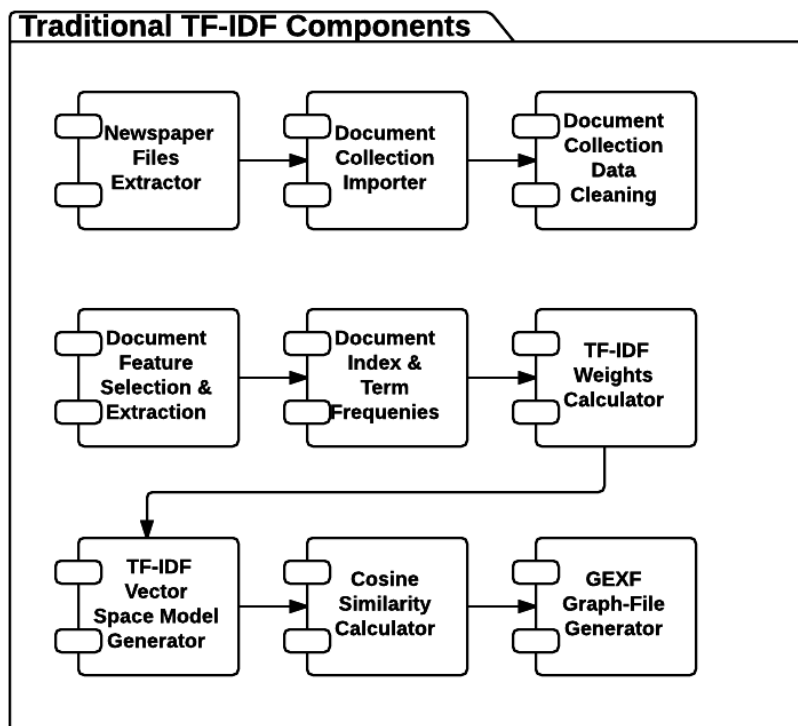 Traditional TF-IDF Components
Newspaper
Files
Extractor
Document
Collection
Importer
Document
Collection
Data
Cleaning
Document
Feature
Selection &
Extraction
Document
Index &
Term
Frequenies
TF-IDF
Weights
Calculator
TF-IDF
Vector
Space Model
Generator
Cosine
Similarity
Calculator
GEXF
Graph-File
Generator